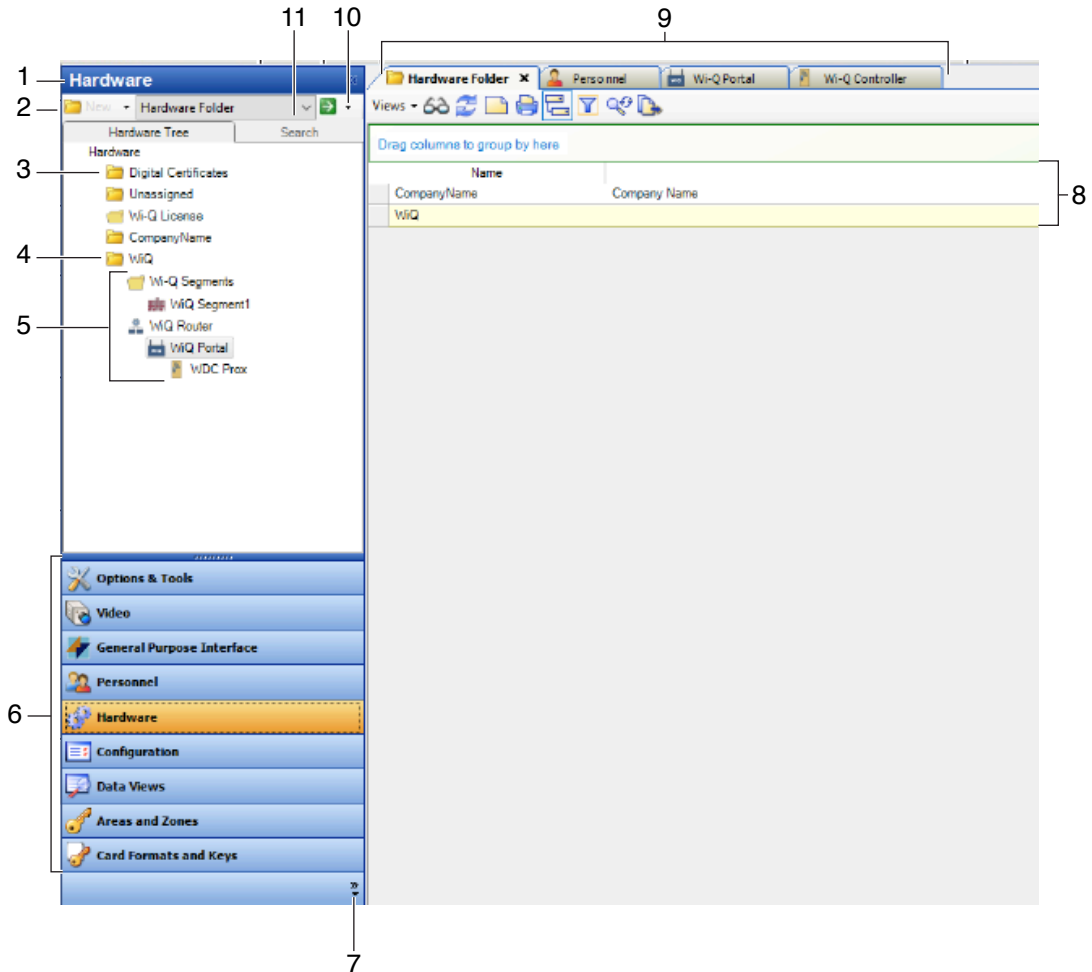 11 10 9
1 Hardware
2 New Hardware Folder
Hardware Folder Personnel Wi-Q Portal Wi-Q Controller
Views
Hardware Tree Search
Drag columns to group by here
Hardware
3 Digital Certificates
Name
8
Unassigned
CompanyName Company Name
Wi-Q License
WiQ
CompanyName
4 WiQ
Wi-Q Segments
WiQ Segment1
5 WiQ Router
WiQ Portal
WDC Prox
Options & Tools
Video
General Purpose Interface
Personnel
6 Hardware
Configuration
Data Views
Areas and Zones
Card Formats and Keys
7